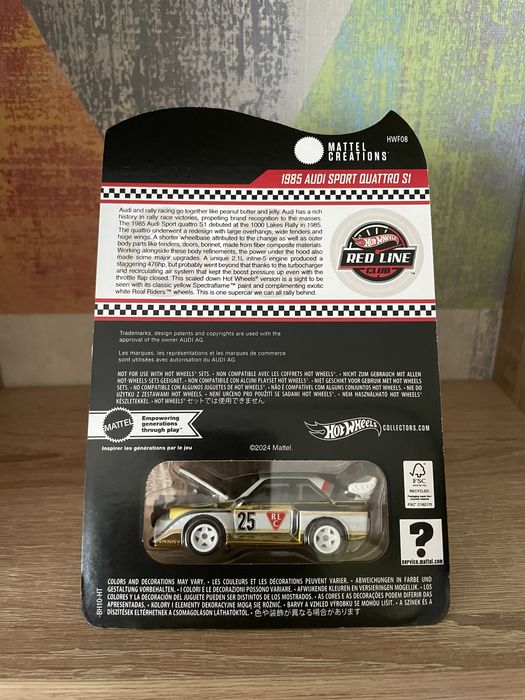 MATTEL
CREATIONS
HWF08
1985 AUDI SPORT QUATTRO S1
Audi and rally racing go together like peanut butter and jelly. Audi has a rich
history in rally race victories, propelling brand recognition to the masses.
The 1985 Audi Sport quattro S1 debuted at the 1000 Lakes Rally in 1985.
The quattro underwent a redesign with large overhangs, wide fenders and
huge wings. A shorter wheelbase attributed to the change as well as outer
body parts like fenders, doors, bonnet, made from fiber composite materials.
Working alongside these body refinements, the power under the hood also
made some major upgrades. A unique 2.1L inline-5 engine produced a
staggering 476hp. but probably went beyond that thanks to the turbocharger
and recirculating air system that kept the boost pressure up even with the
throttle flap closed. This scaled down Hot Wheels® version is a sight to be
seen with its classic yellow Spectraflame™ paint and complimenting exotic
white Real Riders™ wheels. This is one supercar we can all rally behind.
Hot Wheels
RED LINE
CLUB
™
Trademarks, design patents and copyrights are used with the
approval of the owner AUDI AG.
Les marques, les représentations et les marques de commerce
sont utilisées avec autorisation du AUDI AG.
NOT FOR USE WITH HOT WHEELS® SETS. • NON COMPATIBLE AVEC LES COFFRETS HOT WHEELS®. • NICHT ZUM GEBRAUCH MIT ALLEN
HOT-WHEELS-SETS GEEIGNET. • NON COMPATIBILE CON ALCUNI PLAYSET HOT WHEELS®. • NIET GESCHIKT VOOR GEBRUIK MET HOT WHEELS®
SETS. • NO COMPATIBLE CON ALGUNOS JUGUETES DE HOT WHEELS®. • NÃO É COMPATÍVEL COM ALGUNS CONJUNTOS HOT WHEELS®. • NIE DO
UŻYTKU Z ZESTAWAMI HOT WHEELS®. • NENÍ URČENO PRO POUŽITÍ SE SADAMI HOT WHEELS®. • NEM HASZNÁLHATÓ HOT WHEELS®
KÉSZLETEKKEL. • HOT WHEELS® セットでは使用できません
MATTEL
Empowering
generations
through play™
Inspirer les générations par le jeu
Hot Wheels
COLLECTORS.COM
©2024 Mattel.
FSC
RECYCLED
FSC® C162175
25
RL
C
?
service.mattel.com
COLORS AND DECORATIONS MAY VARY. • LES COULEURS ET LES DÉCORATIONS PEUVENT VARIER. • ABWEICHUNGEN IN FARBE UND
GESTALTUNG VORBEHALTEN. • I COLORI E LE DECORAZIONI POSSONO VARIARE. • AFWIJKENDE KLEUREN EN VERSIERINGEN MOGELIJK. • LOS
COLORES Y LA DECORACIÓN DEL JUGUETE PUEDEN SER DISTINTOS DE LOS MOSTRADOS. • AS CORES E AS DECORAÇÕES PODEM DIFERIR DAS
APRESENTADAS. • KOLORY I ELEMENTY DEKORACYJNE MOGĄ SIĘ RÓŻNIĆ. • BARVY A VZHLED VÝROBKU SE MOHOU LIŠIT. • A SZÍNEK ÉS A
DÍSZÍTÉSEK ELTÉRHETNEK A CSOMAGOLÁSON LÁTHATÓKTÓL. • 色や装飾が異なる場合があります